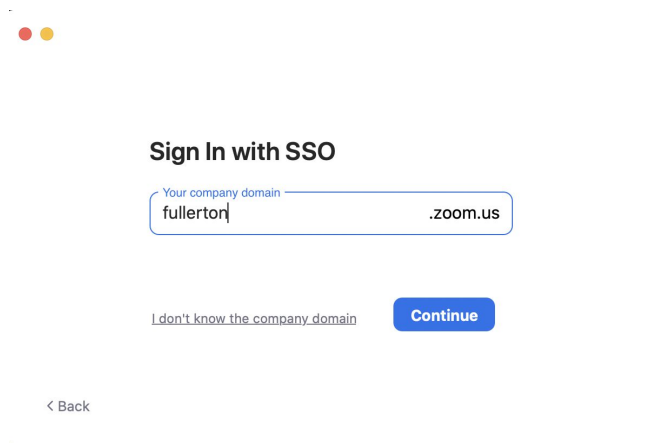 Sign In with SSO
Your company domain
fullerton .zoom.us
I don't know the company domain
Continue
< Back